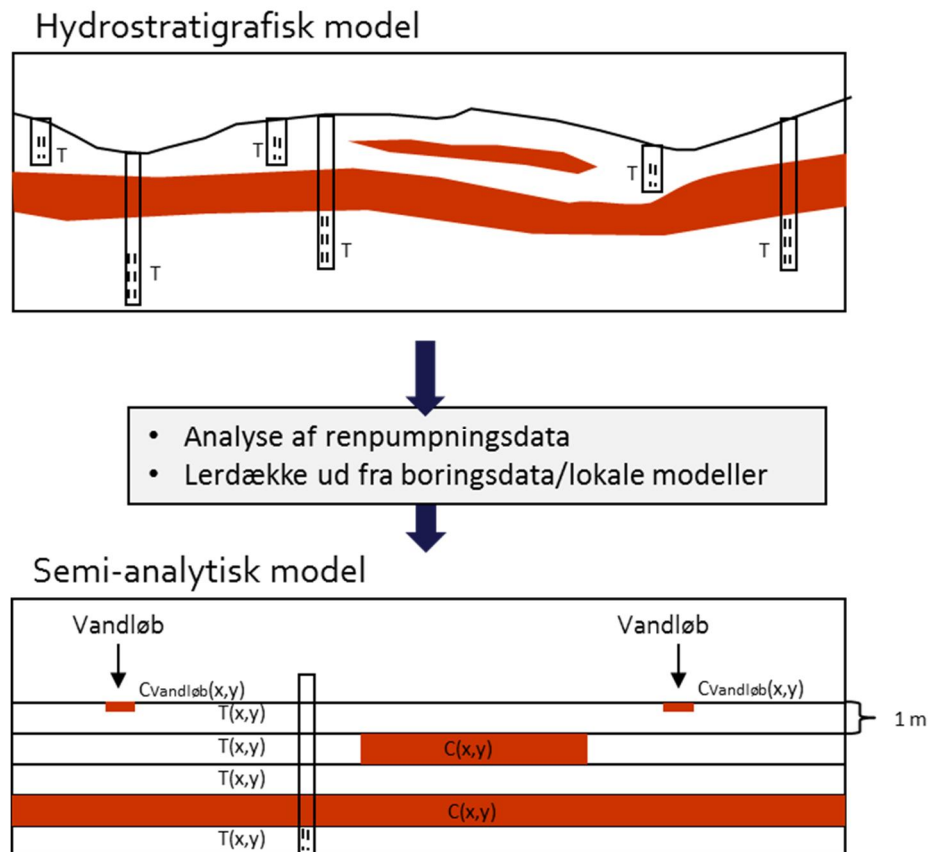 Hydrostratigrafisk model
T
T
T
T
T
T
• Analyse af renpumpningsdata
• Lerdække ud fra boringsdata/lokale modeller
Semi-analytisk model
Vandløb
Vandløb
CVandløb(x,y)
CVandløb(x,y)
T(x,y)
1 m
T(x,y)
C(x,y)
T(x,y)
C(x,y)
T(x,y)